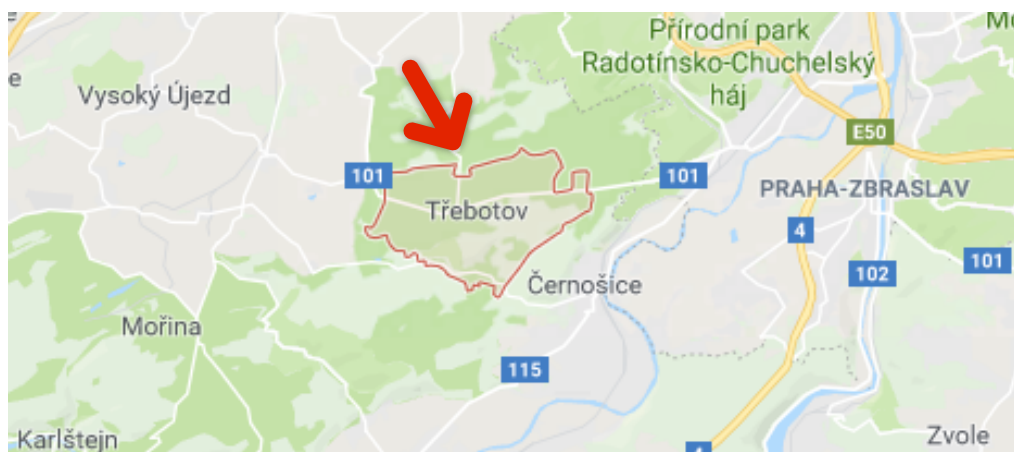 Přírodní park
Radotínsko-Chuchelský
háj
Vysoký Újezd
E50
101
101
PRAHA-ZBRASLAV
Třebotov
4
101
102
Černošice
Mořina
115
Karlštejn
Zvole